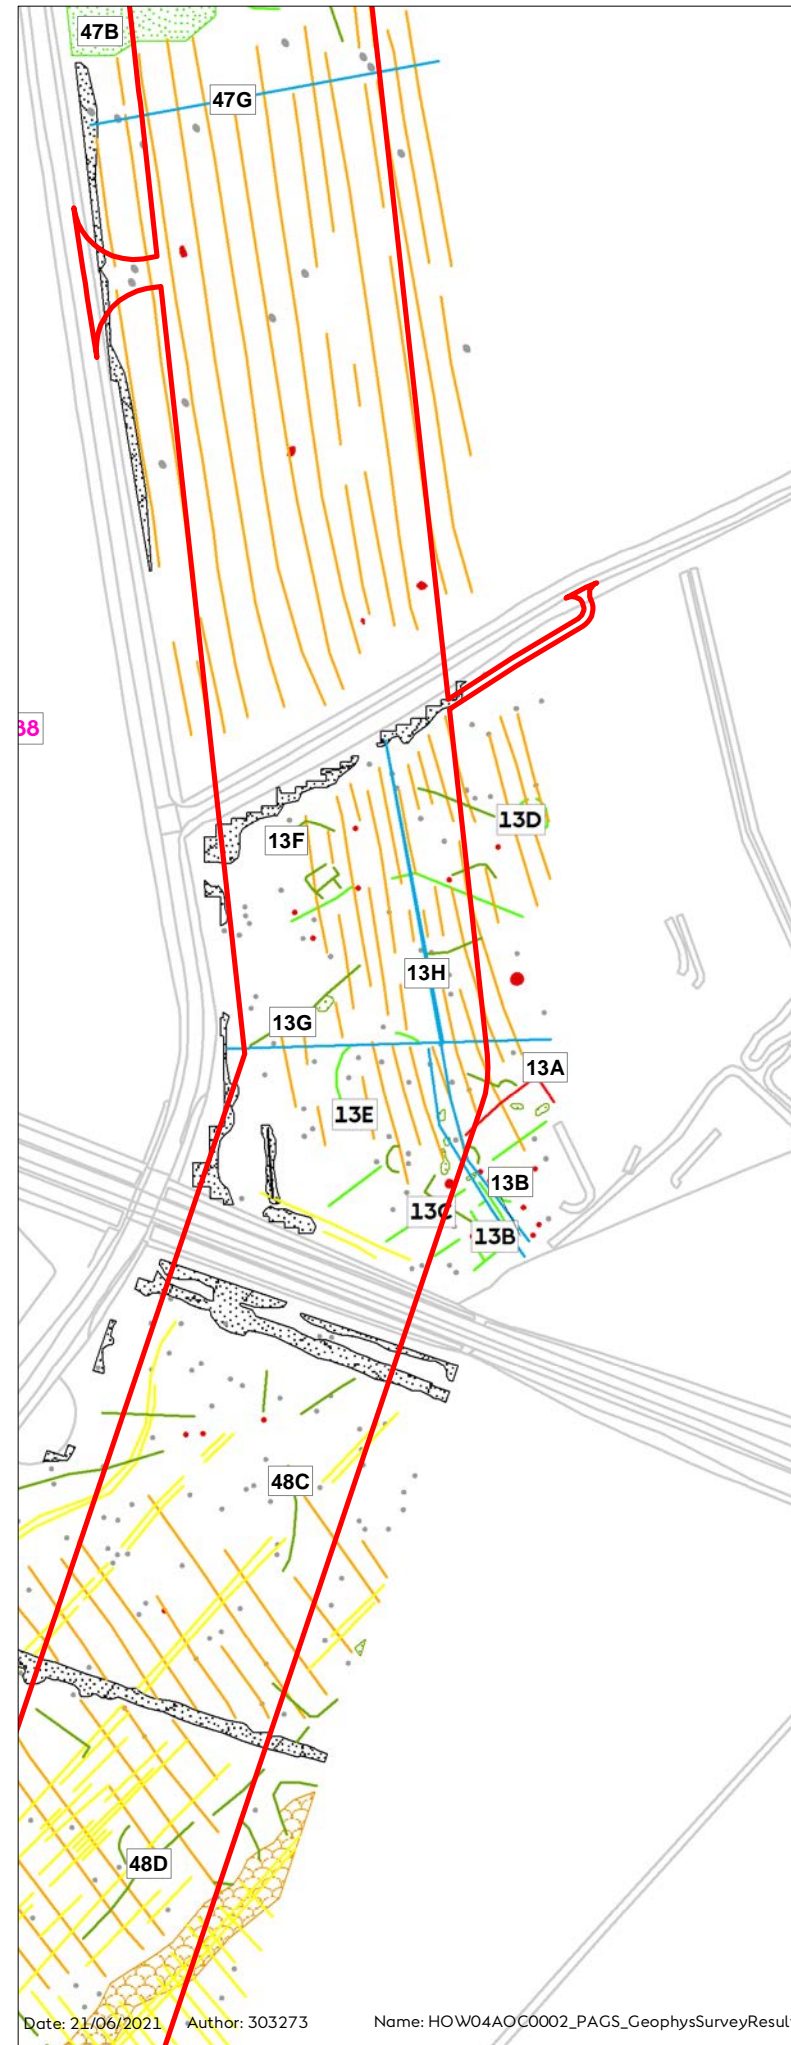 47B
47G
38
13D
13F
13H
13G
13A
13E
13B
13C
13B
48C
48D
Date: 21/06/2021 Author: 303273 Name: HOW04AOC0002_PAGS_GeophysSurveyResul